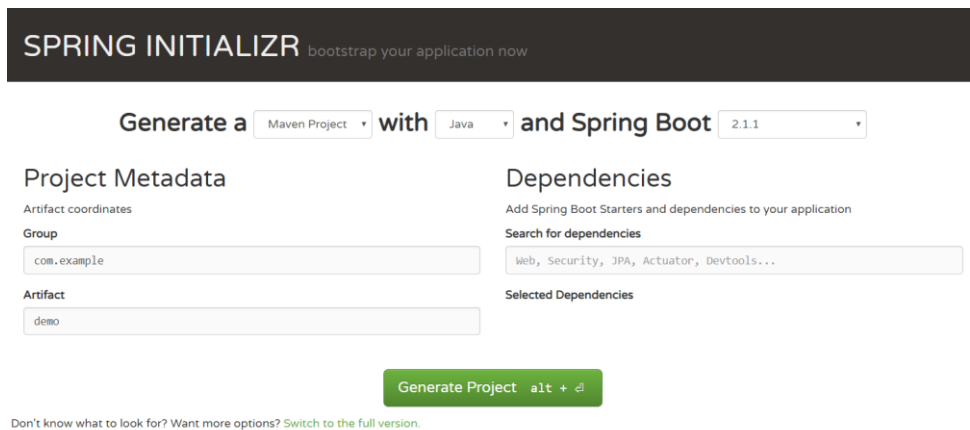 SPRING INITIALIZR bootstrap your application now
Generate a Maven Project with Java and Spring Boot 2.1.1
Project Metadata
Artifact coordinates
Group
com.example
Artifact
demo
Dependencies
Add Spring Boot Starters and dependencies to your application
Search for dependencies
Web, Security, JPA, Actuator, Devtools...
Selected Dependencies
Generate Project alt + ⏎
Don't know what to look for? Want more options? Switch to the full version.